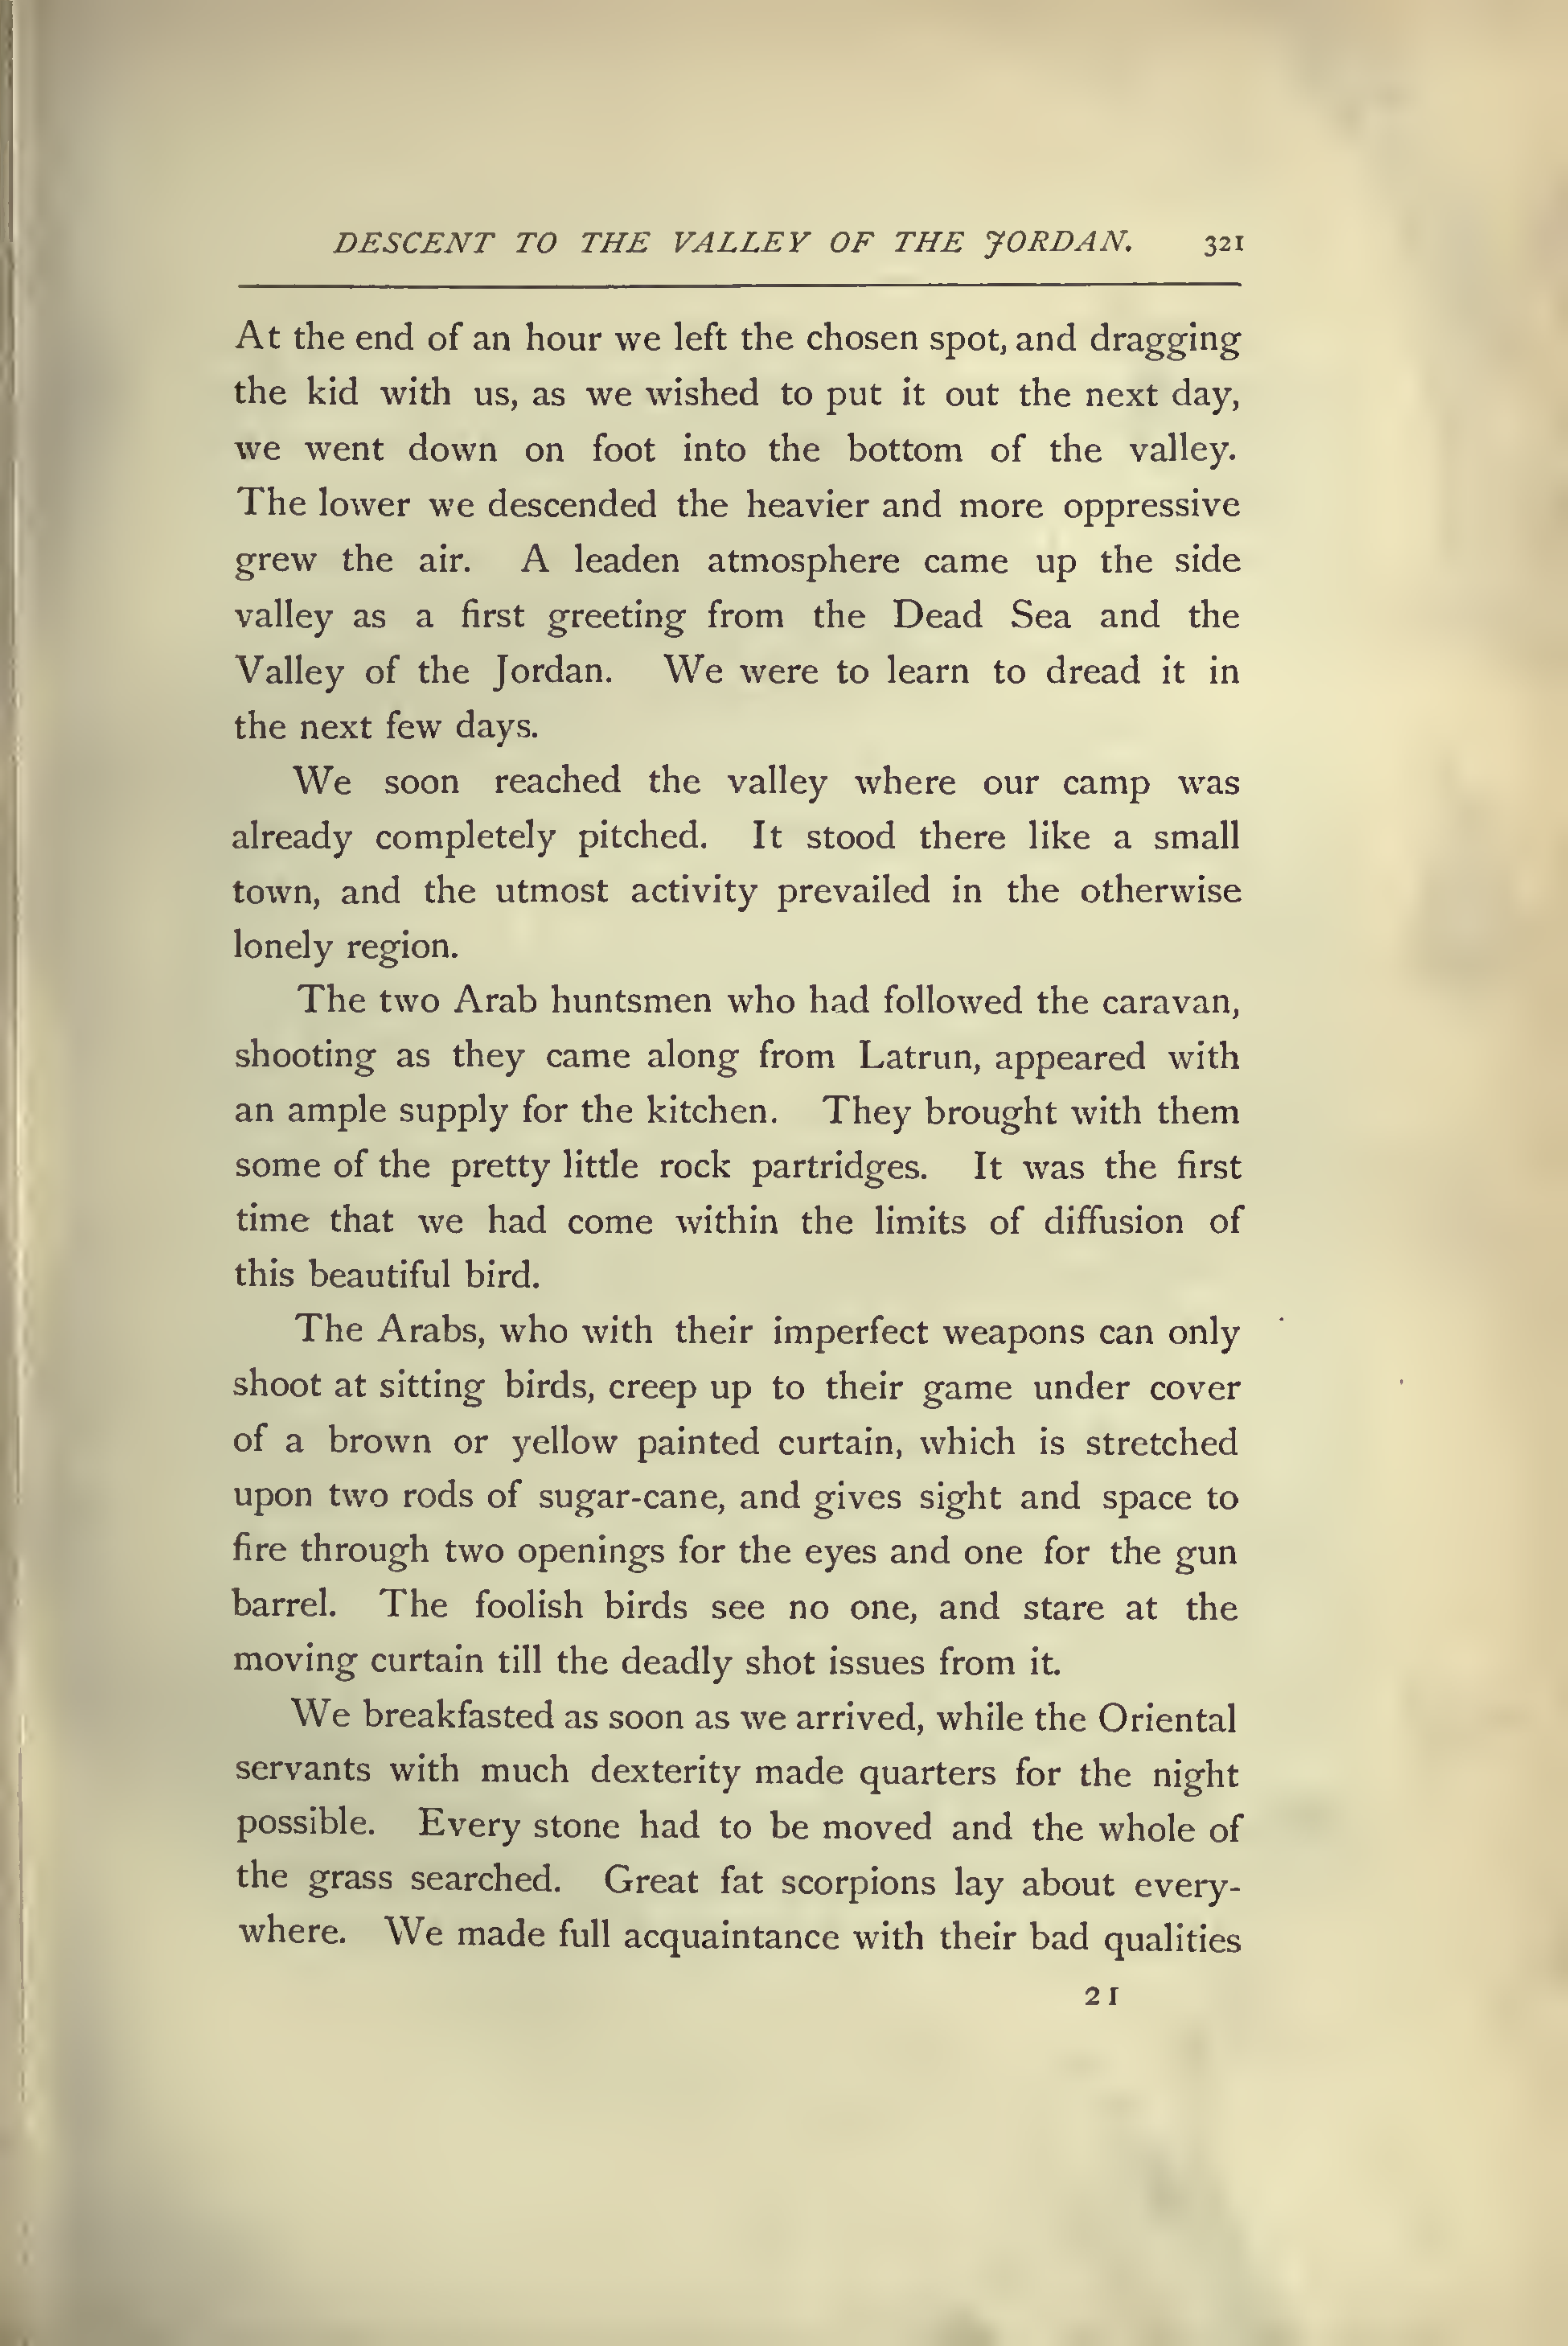 DESCENT TO THE VALLEY OF THE JORDAN. 321
At the end of an hour we left the chosen spot, and dragging
the kid with us, as we wished to put it out the next day,
we went down on foot into the bottom of the valley.
The lower we descended the heavier and more oppressive
grew the air. A leaden atmosphere came up the side
valley as a first greeting from the Dead Sea and the
Valley of the Jordan. We were to learn to dread it in
the next few days.
We soon reached the valley where our camp was
already completely pitched. It stood there like a small
town, and the utmost activity prevailed in the otherwise
lonely region.
The two Arab huntsmen who had followed the caravan,
shooting as they came along from Latrun, appeared with
an ample supply for the kitchen. They brought with them
some of the pretty little rock partridges. It was the first
time that we had come within the limits of diffusion of
this beautiful bird.
The Arabs, who with their imperfect weapons can only
shoot at sitting birds, creep up to their game under cover
of a brown or yellow painted curtain, which is stretched
upon two rods of sugar-cane, and gives sight and space to
fire through two openings for the eyes and one for the gun
barrel. The foolish birds see no one, and stare at the
moving curtain till the deadly shot issues from it.
We breakfasted as soon as we arrived, while the Oriental
servants with much dexterity made quarters for the night
possible. Every stone had to be moved and the whole of
the grass searched. Great fat scorpions lay about every-
where. We made full acquaintance with their bad qualities
21